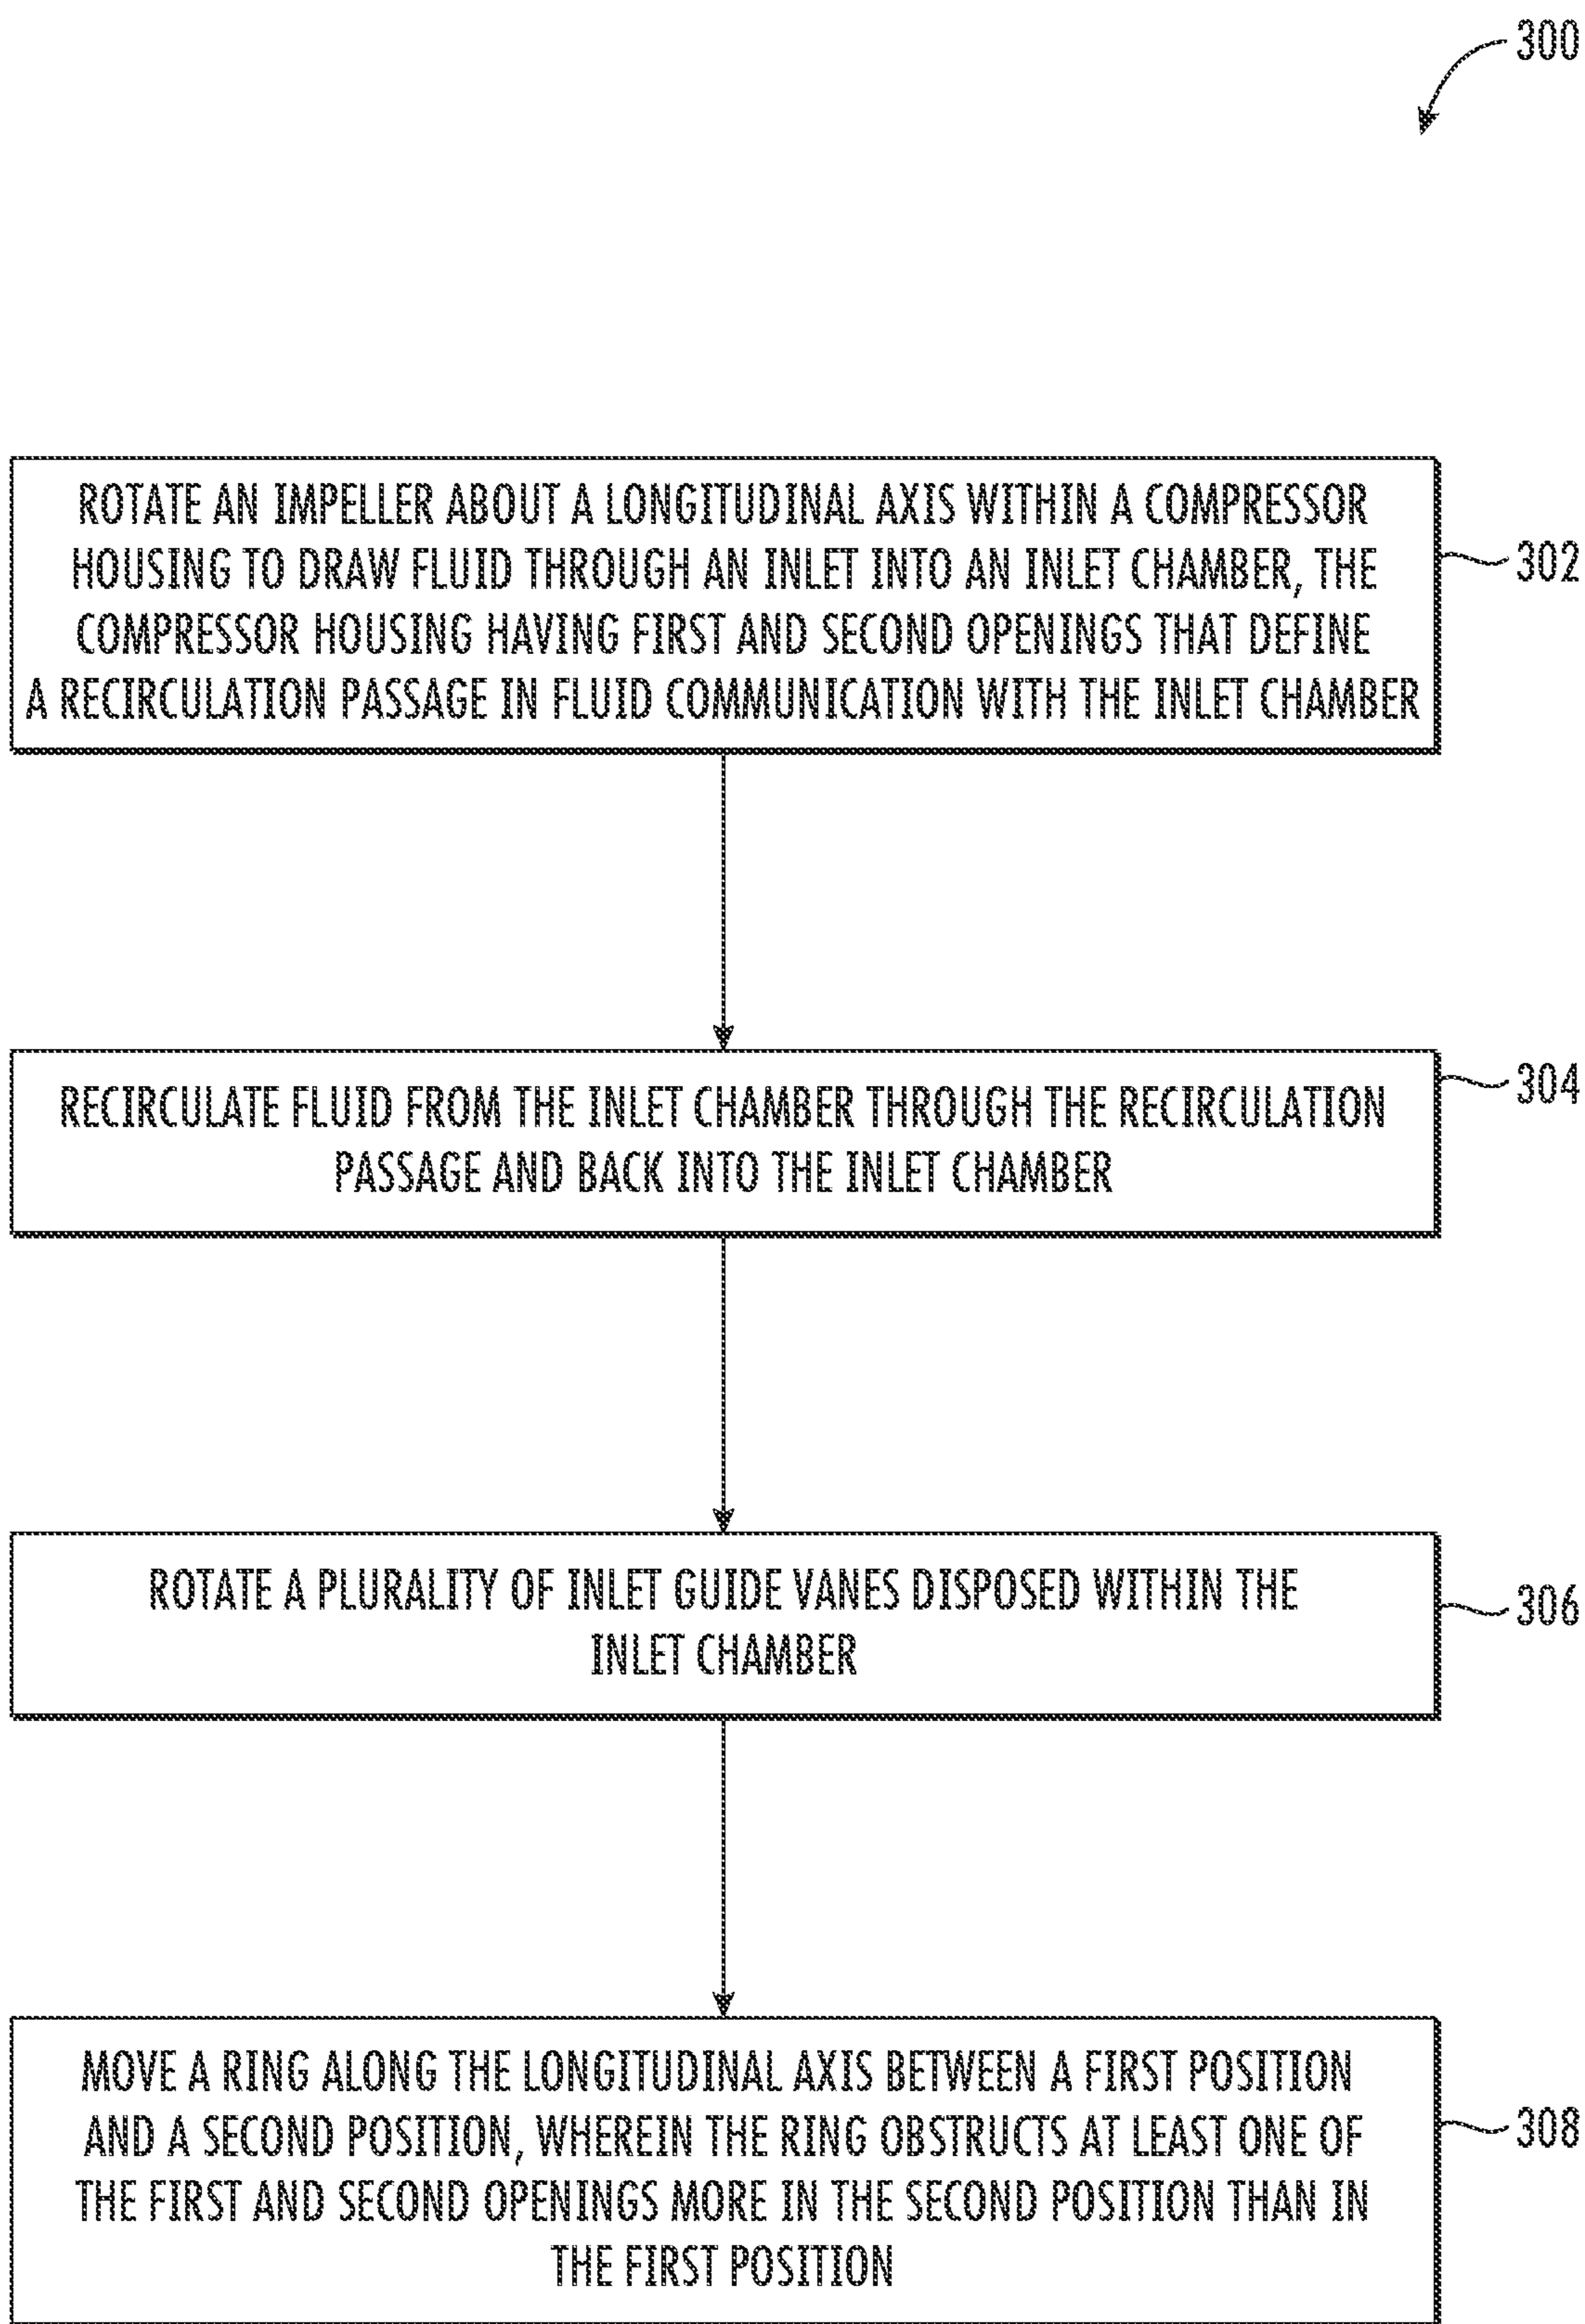 300
ROTATE AN IMPELLER ABOUT A LONGITUDINAL AXIS WITHIN A COMPRESSOR
HOUSING TO DRAW FLUID THROUGH AN INLET INTO AN INLET CHAMBER, THE
COMPRESSOR HOUSING HAVING FIRST AND SECOND OPENINGS THAT DEFINE
A RECIRCULATION PASSAGE IN FLUID COMMUNICATION WITH THE INLET CHAMBER
302
RECIRCULATE FLUID FROM THE INLET CHAMBER THROUGH THE RECIRCULATION
PASSAGE AND BACK INTO THE INLET CHAMBER
304
ROTATE A PLURALITY OF INLET GUIDE VANES DISPOSED WITHIN THE
INLET CHAMBER
306
MOVE A RING ALONG THE LONGITUDINAL AXIS BETWEEN A FIRST POSITION
AND A SECOND POSITION, WHEREIN THE RING OBSTRUCTS AT LEAST ONE OF
THE FIRST AND SECOND OPENINGS MORE IN THE SECOND POSITION THAN IN
THE FIRST POSITION
308